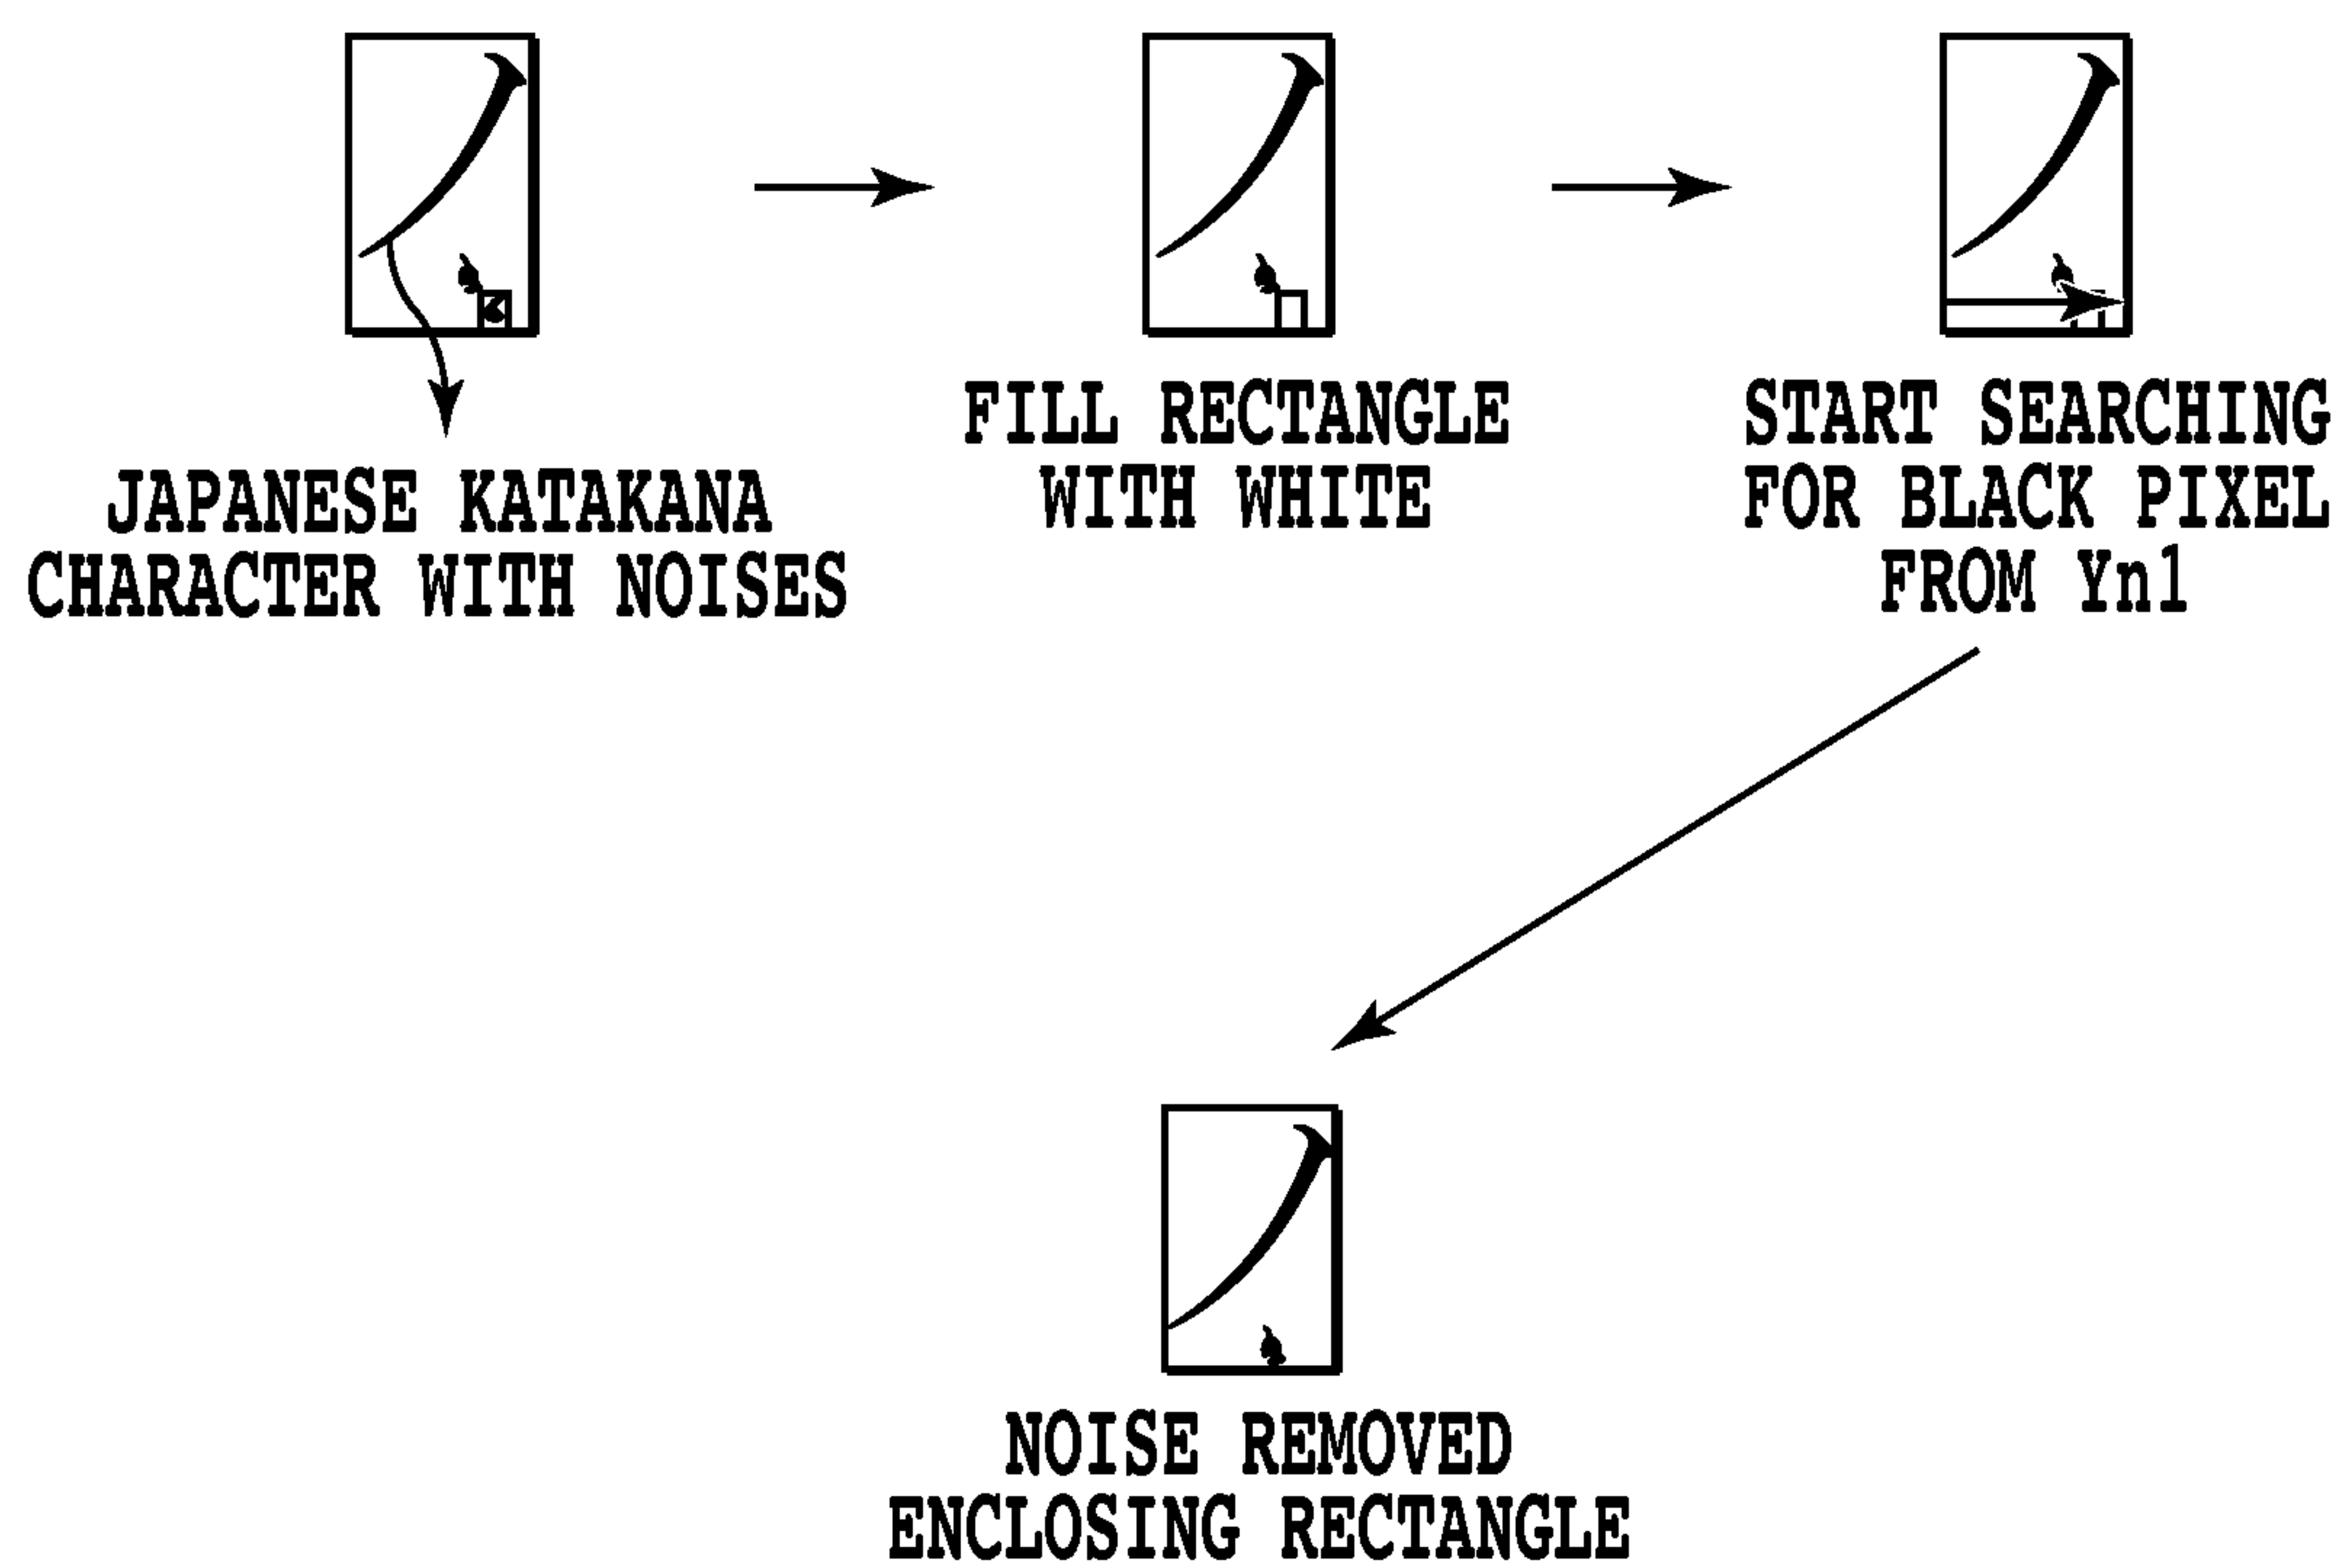 JAPANESE KATAKANA
CHARACTER WITH NOISES
FILL RECTANGLE
WITH WHITE
START SEARCHING
FOR BLACK PIXEL
FROM Yn1
NOISE REMOVED
ENCLOSING RECTANGLE